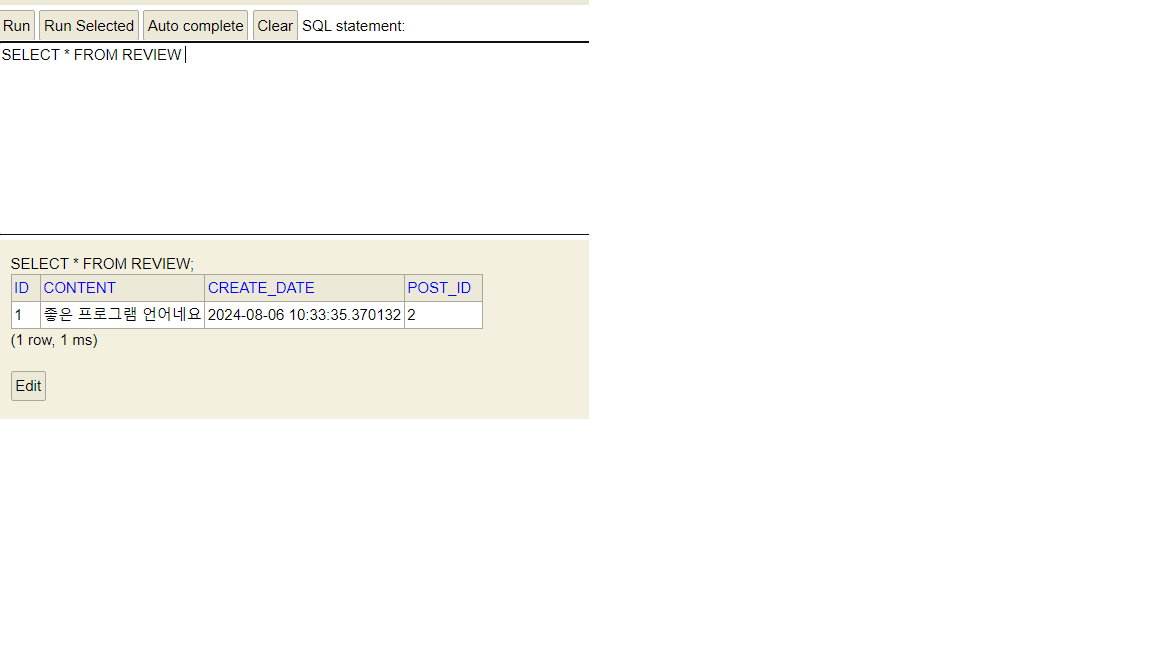 Run Run Selected Auto complete Clear SQL statement:
SELECT * FROM REVIEW
SELECT * FROM REVIEW;
ID CONTENT CREATE_DATE POST_ID
1 좋은 프로그램 언어네요 2024-08-06 10:33:35.370132 2
(1 row, 1 ms)
Edit